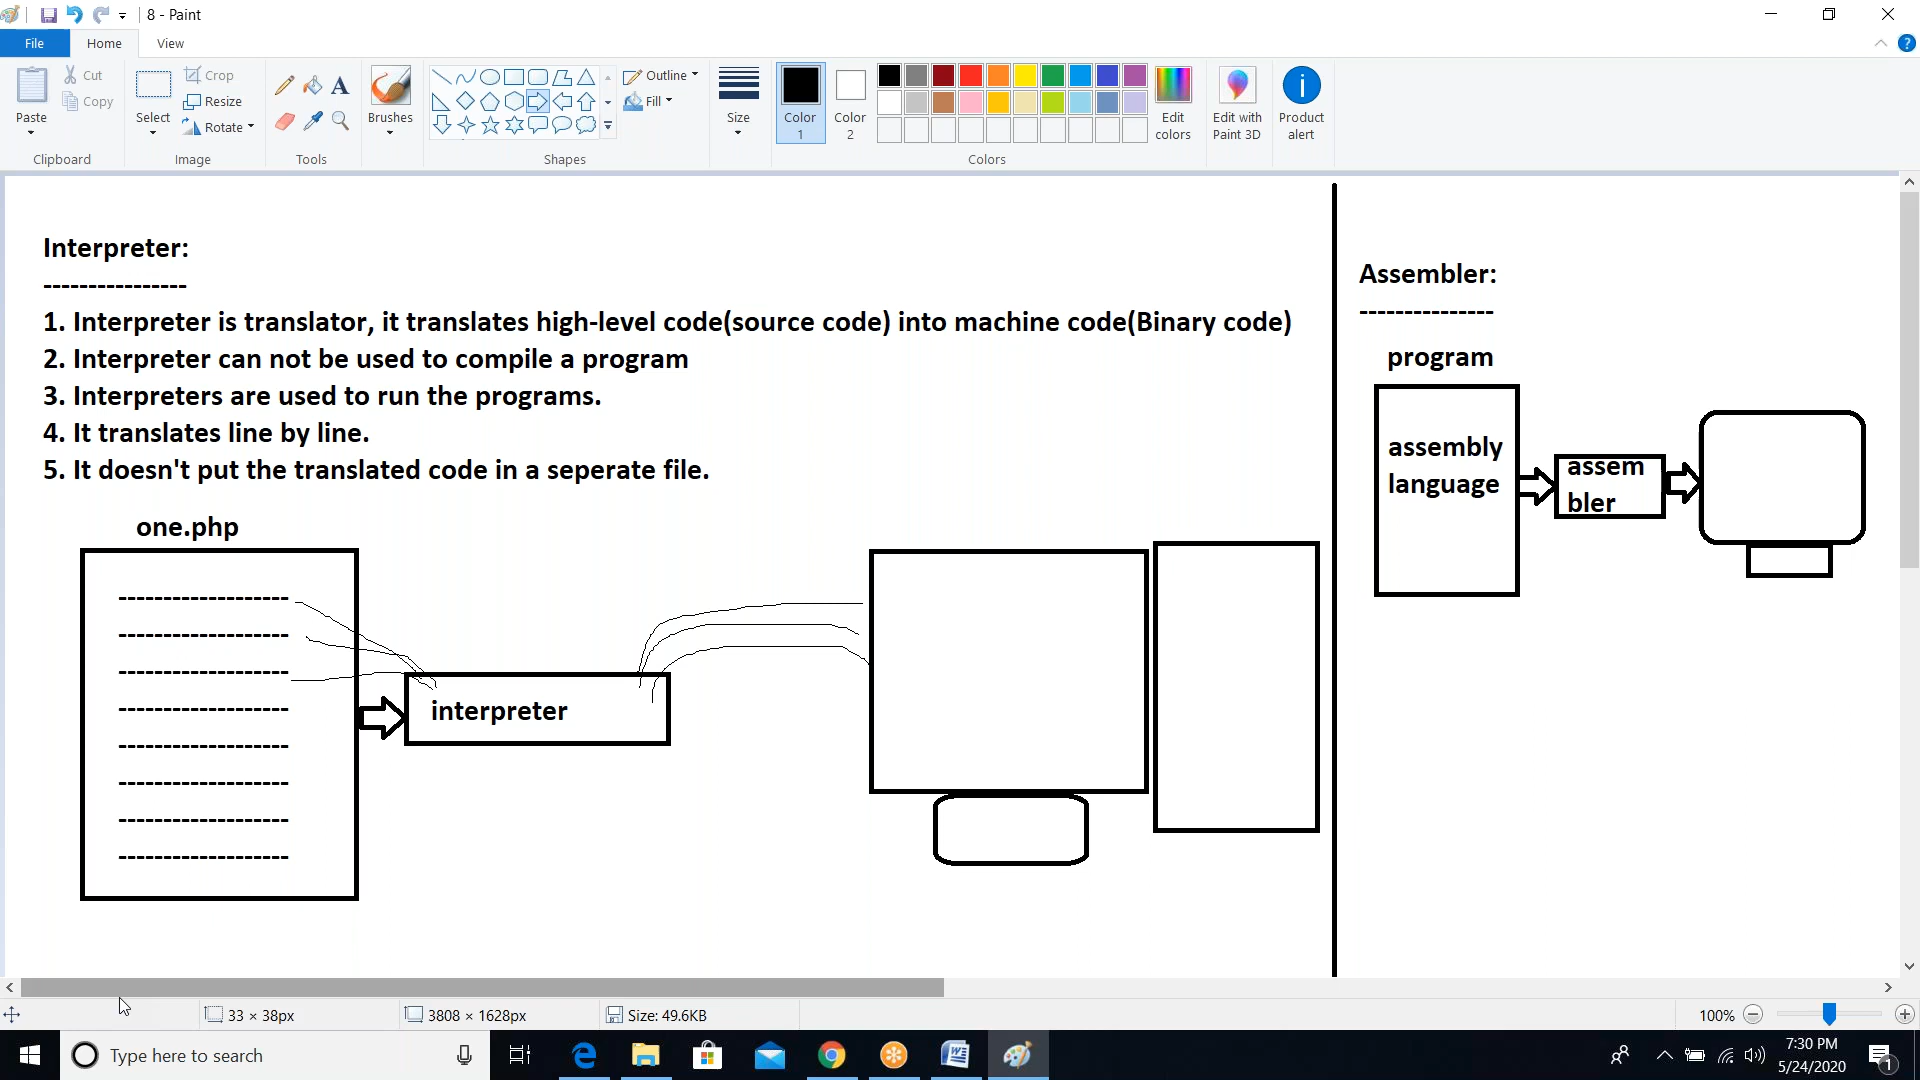 8 - Paint
File
Home
View
Paste
Cut
Copy
Clipboard
Select
Crop
Resize
Rotate
Image
Tools
Brushes
Shapes
Outline
Fill
Size
Color
1
Color
2
Edit
colors
Colors
Edit with
Paint 3D
Product
alert
Interpreter:
----------------
1. Interpreter is translator, it translates high-level code(source code) into machine code(Binary code)
2. Interpreter can not be used to compile a program
3. Interpreters are used to run the programs.
4. It translates line by line.
5. It doesn't put the translated code in a seperate file.
one.php
-------------------
-------------------
-------------------
-------------------
-------------------
-------------------
-------------------
-------------------
interpreter
Assembler:
---------------
program
assembly
language
assem
bler
33 × 38px
3808 × 1628px
Size: 49.6KB
100%
Type here to search
7:30 PM
5/24/2020
1